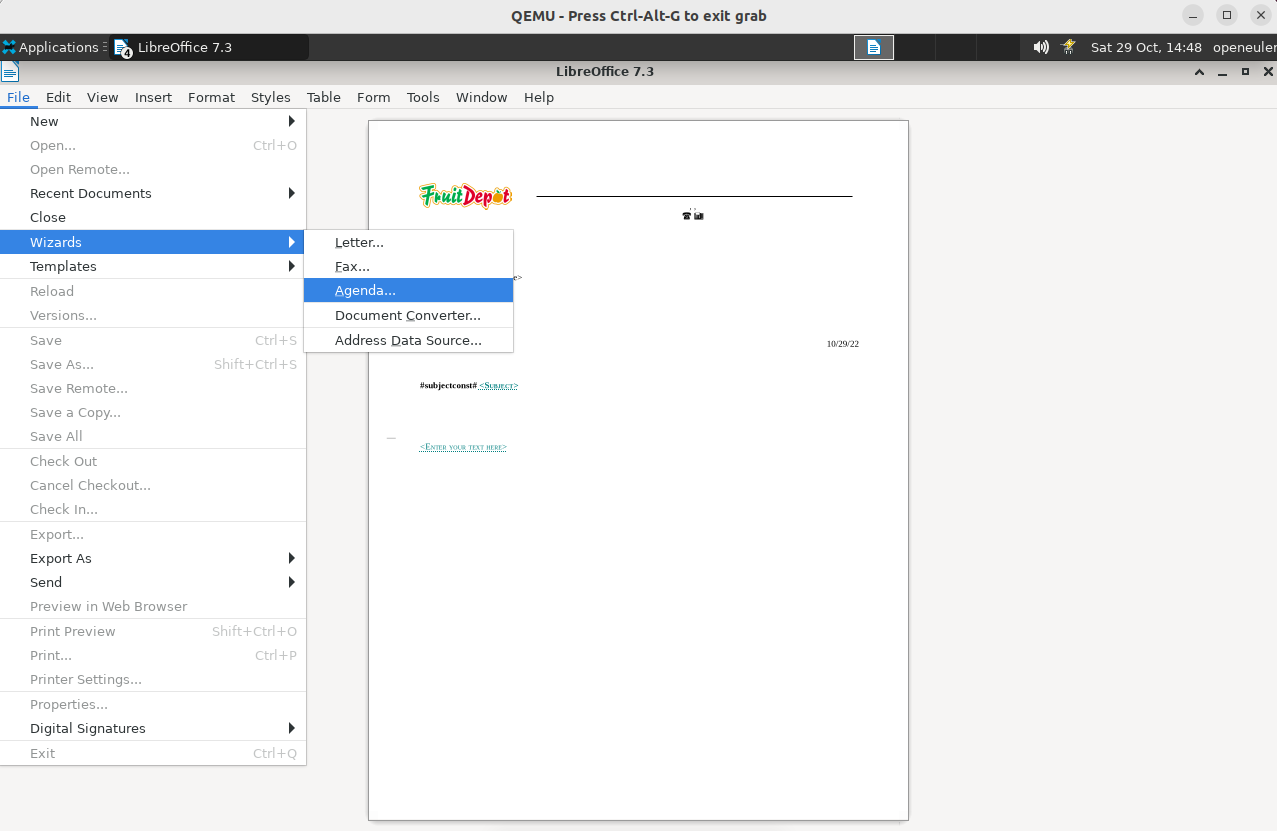 QEMU - Press Ctrl-Alt-G to exit grab
Applications 4 LibreOffice 7.3 Sat 29 Oct, 14:48 openeuler
LibreOffice 7.3
File Edit View Insert Format Styles Table Form Tools Window Help
New
Open... Ctrl+O
Open Remote...
Recent Documents
Close
Wizards
Templates
Reload
Versions...
Save Ctrl+S
Save As... Shift+Ctrl+S
Save Remote...
Save a Copy...
Save All
Check Out
Cancel Checkout...
Check In...
Export...
Export As
Send
Preview in Web Browser
Print Preview Shift+Ctrl+O
Print... Ctrl+P
Printer Settings...
Properties...
Digital Signatures
Exit Ctrl+Q
Letter...
Fax...
Agenda...
Document Converter...
Address Data Source...
FruitDepot
e>
10/29/22
#subjectconst# <Subject>
<Enter your text here>